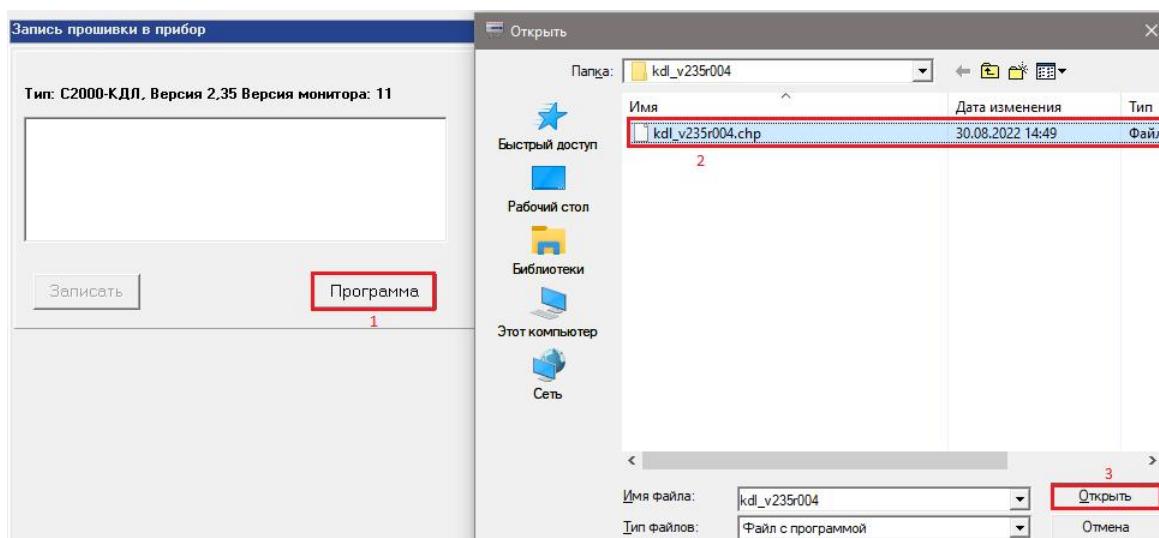 Запись прошивки в прибор
Тип: С2000-КДЛ, Версия 2,35 Версия монитора: 11
Записать
Программа
1
Открыть
Папка:
kdl_v235r004
Имя
Дата изменения
Тип
kdl_v235r004.chp
30.08.2022 14:49
Файл
2
Быстрый доступ
Рабочий стол
Библиотеки
Этот компьютер
Сеть
3
Имя файла:
kdl_v235r004
Открыть
Тип файлов:
Файл с программой
Отмена